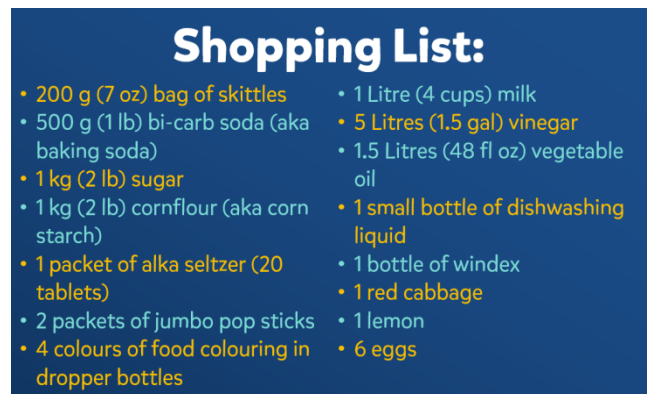 Shopping List:
• 200 g (7 oz) bag of skittles
• 500 g (1 lb) bi-carb soda (aka
baking soda)
• 1 kg (2 lb) sugar
• 1 kg (2 lb) cornflour (aka corn
starch)
• 1 packet of alka seltzer (20
tablets)
• 2 packets of jumbo pop sticks
• 4 colours of food colouring in
dropper bottles
• 1 Litre (4 cups) milk
• 5 Litres (1.5 gal) vinegar
• 1.5 Litres (48 fl oz) vegetable
oil
• 1 small bottle of dishwashing
liquid
• 1 bottle of windex
• 1 red cabbage
• 1 lemon
• 6 eggs